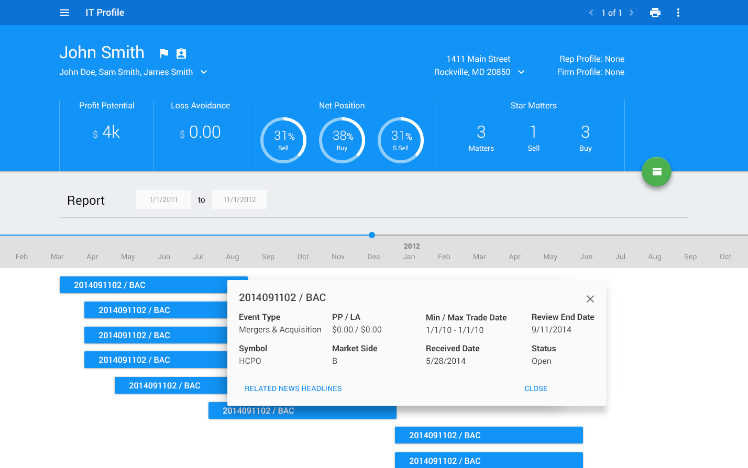 IT Profile
1 of 1
John Smith
John Doe, Sam Smith, James Smith
1411 Main Street
Rockville, MD 20850
Rep Profile: None
Firm Profile: None
Profit Potential
$ 4k
Loss Avoidance
$ 0.00
Net Position
31% Sell
38% Buy
31% S Sell
Star Matters
3 Matters
1 Sell
3 Buy
Report
1/1/2011 to 11/1/2012
2012
Feb Mar Apr May Jun Jul Aug Sep Oct Nov Dec Jan Feb Mar Apr May Jun Jul Aug Sep Oct
2014091102 / BAC
2014091102 / BAC
2014091102 / BAC
2014091102 / BAC
2014091102 / BAC
2014091102 / BAC
2014091102 / BAC
2014091102 / BAC
2014091102 / BAC
Event Type PP / LA Min / Max Trade Date Review End Date
Mergers & Acquisition $0.00 / $0.00 1/1/10 - 1/1/10 9/11/2014
Symbol Market Side Received Date Status
HCPO B 5/28/2014 Open
RELATED NEWS HEADLINES CLOSE